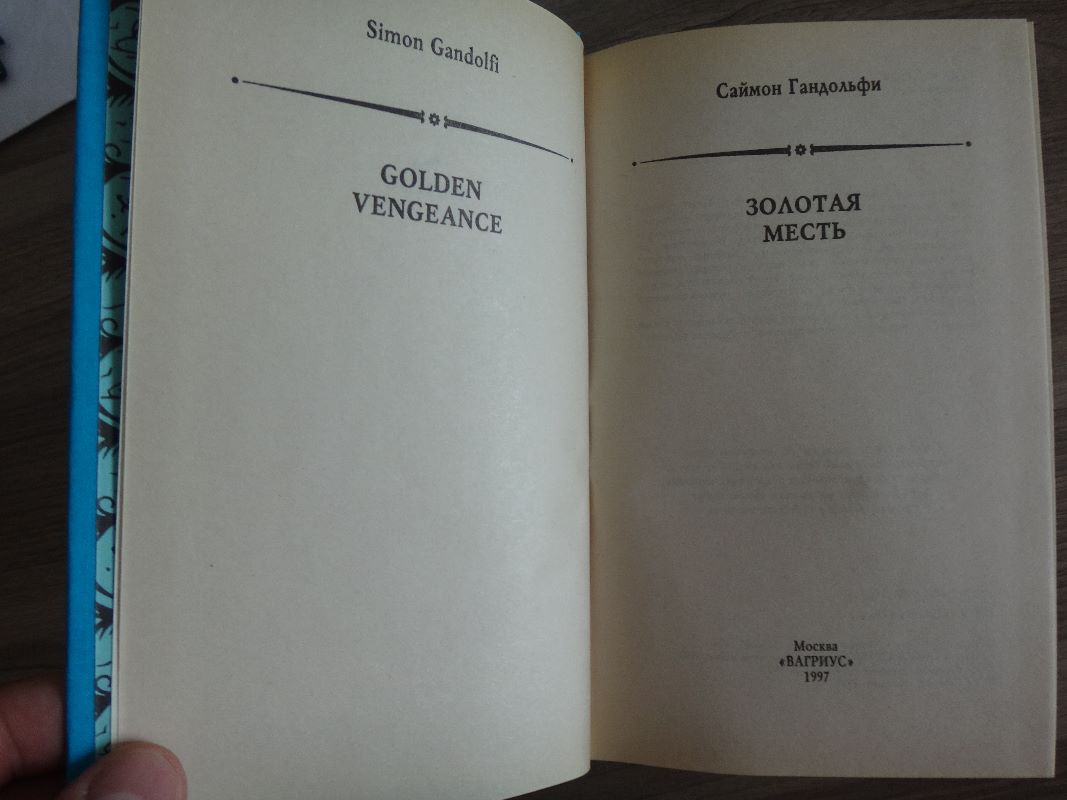 Simon Gandolfi
GOLDEN
VENGEANCE
Саймон Гандольфи
ЗОЛОТАЯ
МЕСТЬ
Москва
«ВАГРИУС»
1997